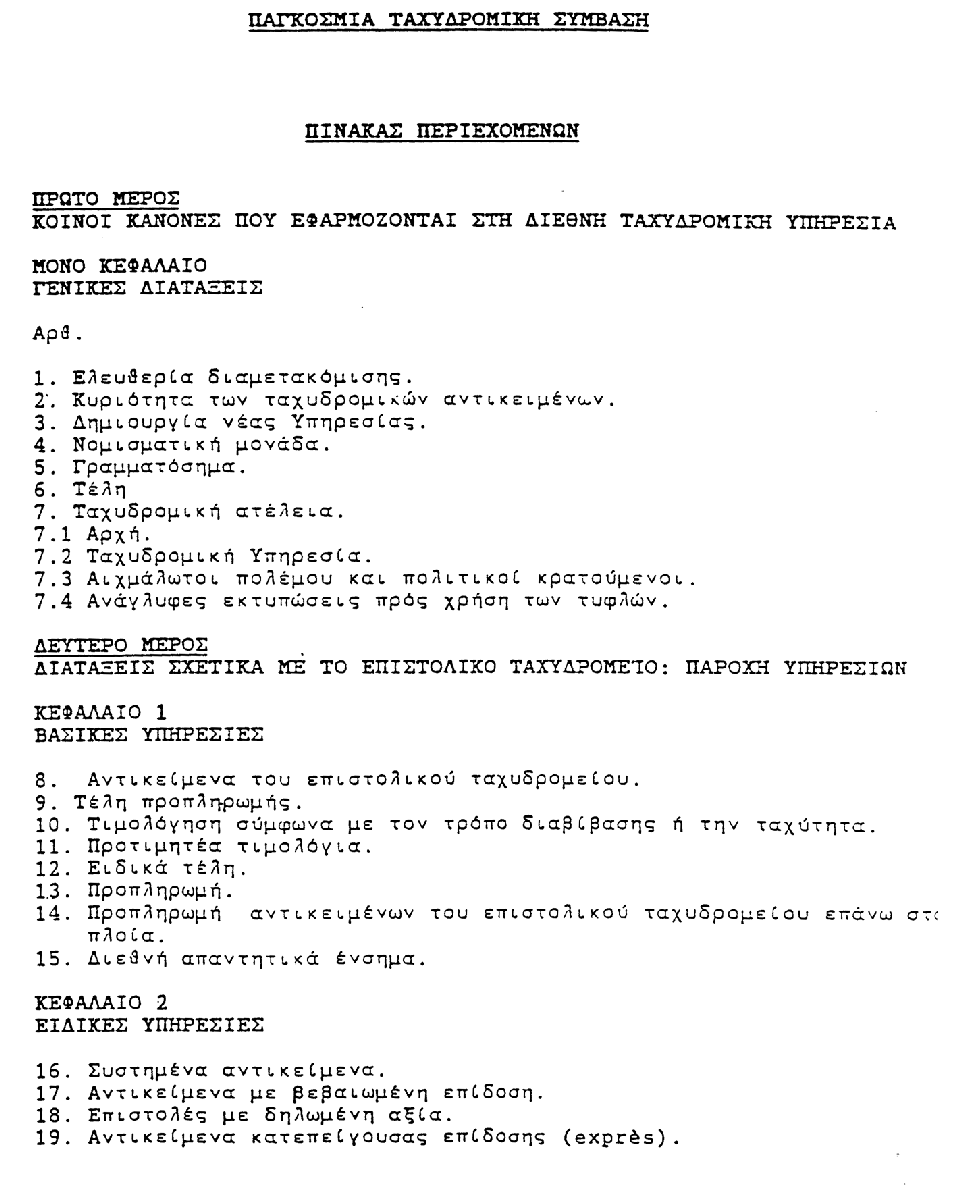 ΠΑΓΚΟΣΜΙΑ ΤΑΧΥΔΡΟΜΙΚΗ ΣΥΜΒΑΣΗ
ΠΙΝΑΚΑΣ ΠΕΡΙΕΧΟΜΕΝΩΝ
ΠΡΩΤΟ ΜΕΡΟΣ
ΚΟΙΝΟΙ ΚΑΝΟΝΕΣ ΠΟΥ ΕΦΑΡΜΟΖΟΝΤΑΙ ΣΤΗ ΔΙΕΘΝΗ ΤΑΧΥΔΡΟΜΙΚΗ ΥΠΗΡΕΣΙΑ
ΜΟΝΟ ΚΕΦΑΛΑΙΟ
ΓΕΝΙΚΕΣ ΔΙΑΤΑΞΕΙΣ
Αρθ.
1. Ελευθερία διαμετακόμισης.
2. Κυριότητα των ταχυδρομικών αντικειμένων.
3. Δημιουργία νέας Υπηρεσίας.
4. Νομισματική μονάδα.
5. Γραμματόσημα.
6. Τέλη
7. Ταχυδρομική ατέλεια.
7.1 Αρχή.
7.2 Ταχυδρομική Υπηρεσία.
7.3 Αιχμάλωτοι πολέμου και πολιτικοί κρατούμενοι.
7.4 Ανάγλυφες εκτυπώσεις πρός χρήση των τυφλών.
ΔΕΥΤΕΡΟ ΜΕΡΟΣ
ΔΙΑΤΑΞΕΙΣ ΣΧΕΤΙΚΑ ΜΕ ΤΟ ΕΠΙΣΤΟΛΙΚΟ ΤΑΧΥΔΡΟΜΕΊΟ: ΠΑΡΟΧΗ ΥΠΗΡΕΣΙΩΝ
ΚΕΦΑΛΑΙΟ 1
ΒΑΣΙΚΕΣ ΥΠΗΡΕΣΙΕΣ
8. Αντικείμενα του επιστολικού ταχυδρομείου.
9. Τέλη προπληρωμής.
10. Τιμολόγηση σύμφωνα με τον τρόπο διαβίβασης ή την ταχύτητα.
11. Προτιμητέα τιμολόγια.
12. Ειδικά τέλη.
13. Προπληρωμή.
14. Προπληρωμή αντικειμένων του επιστολικού ταχυδρομείου επάνω
πλοία.
15. Διεθνή απαντητικά ένσημα.
ΚΕΦΑΛΑΙΟ 2
ΕΙΔΙΚΕΣ ΥΠΗΡΕΣΙΕΣ
16. Συστημένα αντικείμενα.
17. Αντικείμενα με βεβαιωμένη επίδοση.
18. Επιστολές με δηλωμένη αξία.
19. Αντικείμενα κατεπείγουσας επίδοσης (exprès).